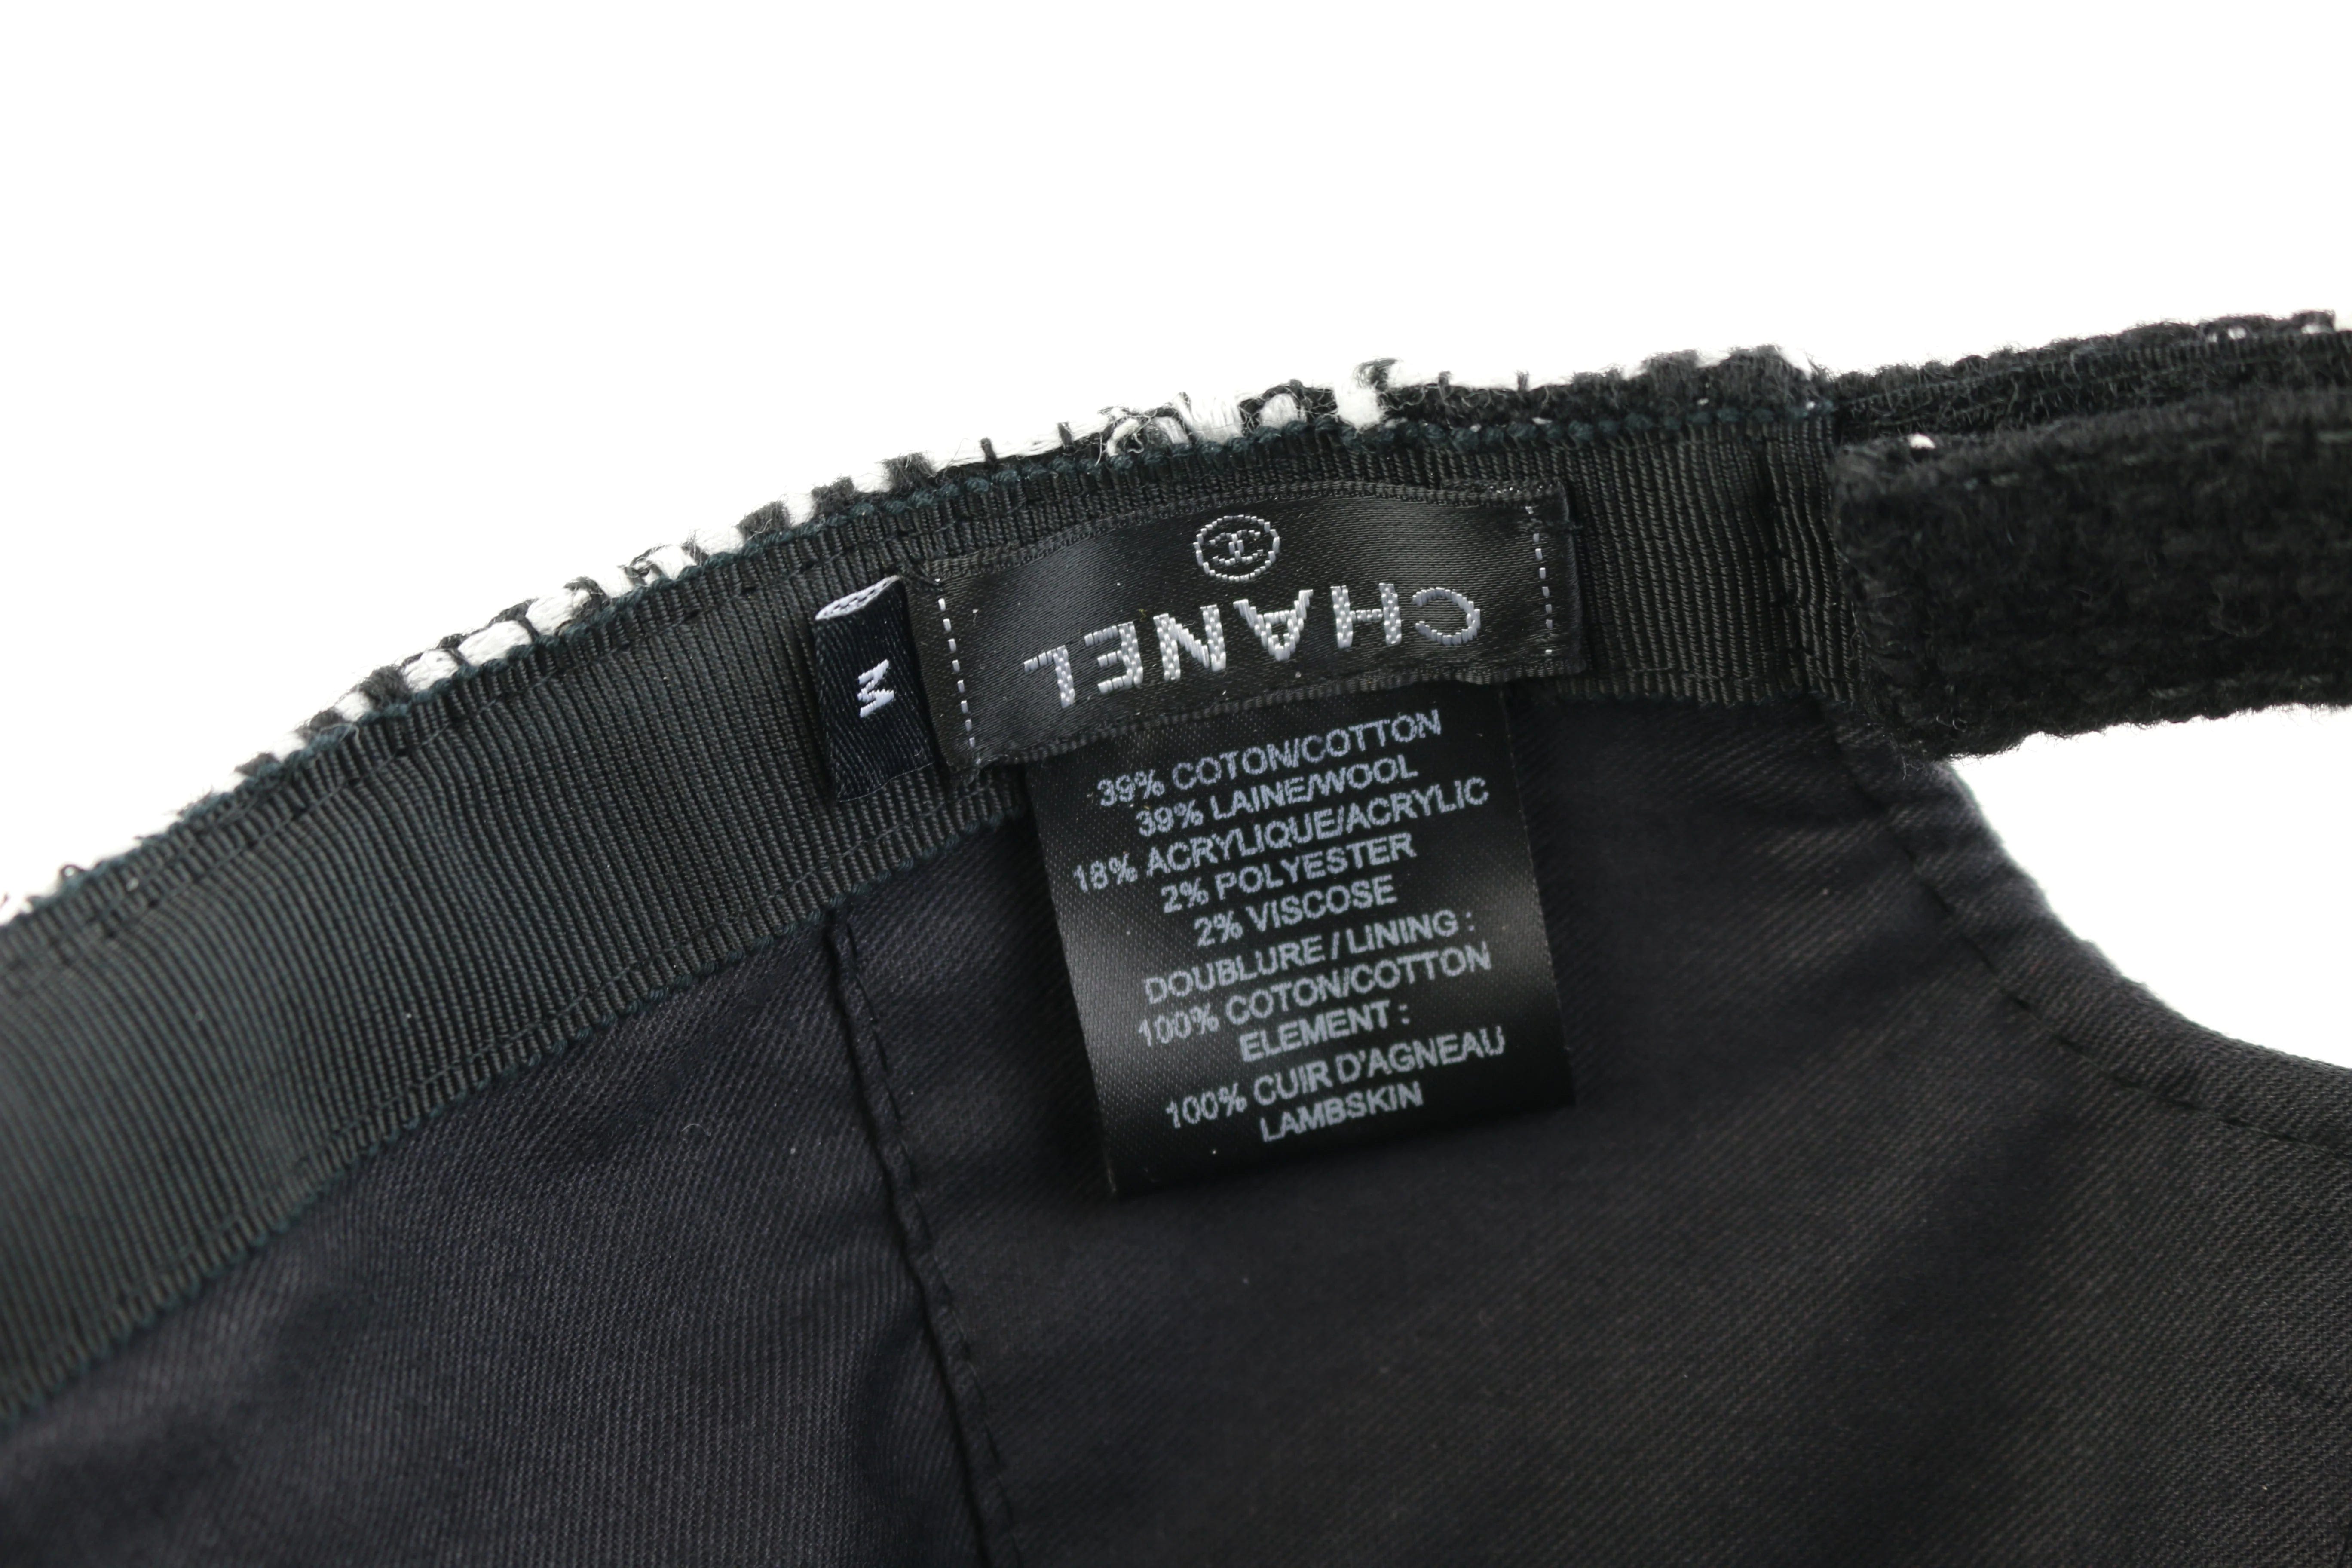 CHANEL
M
39% COTON/COTTON
39% LAINE/WOOL
18% ACRYLIQUE/ACRYLIC
2% POLYESTER
2% VISCOSE
DOUBLURE / LINING :
100% COTON/COTTON
ELEMENT :
100% CUIR D'AGNEAU
LAMBSKIN